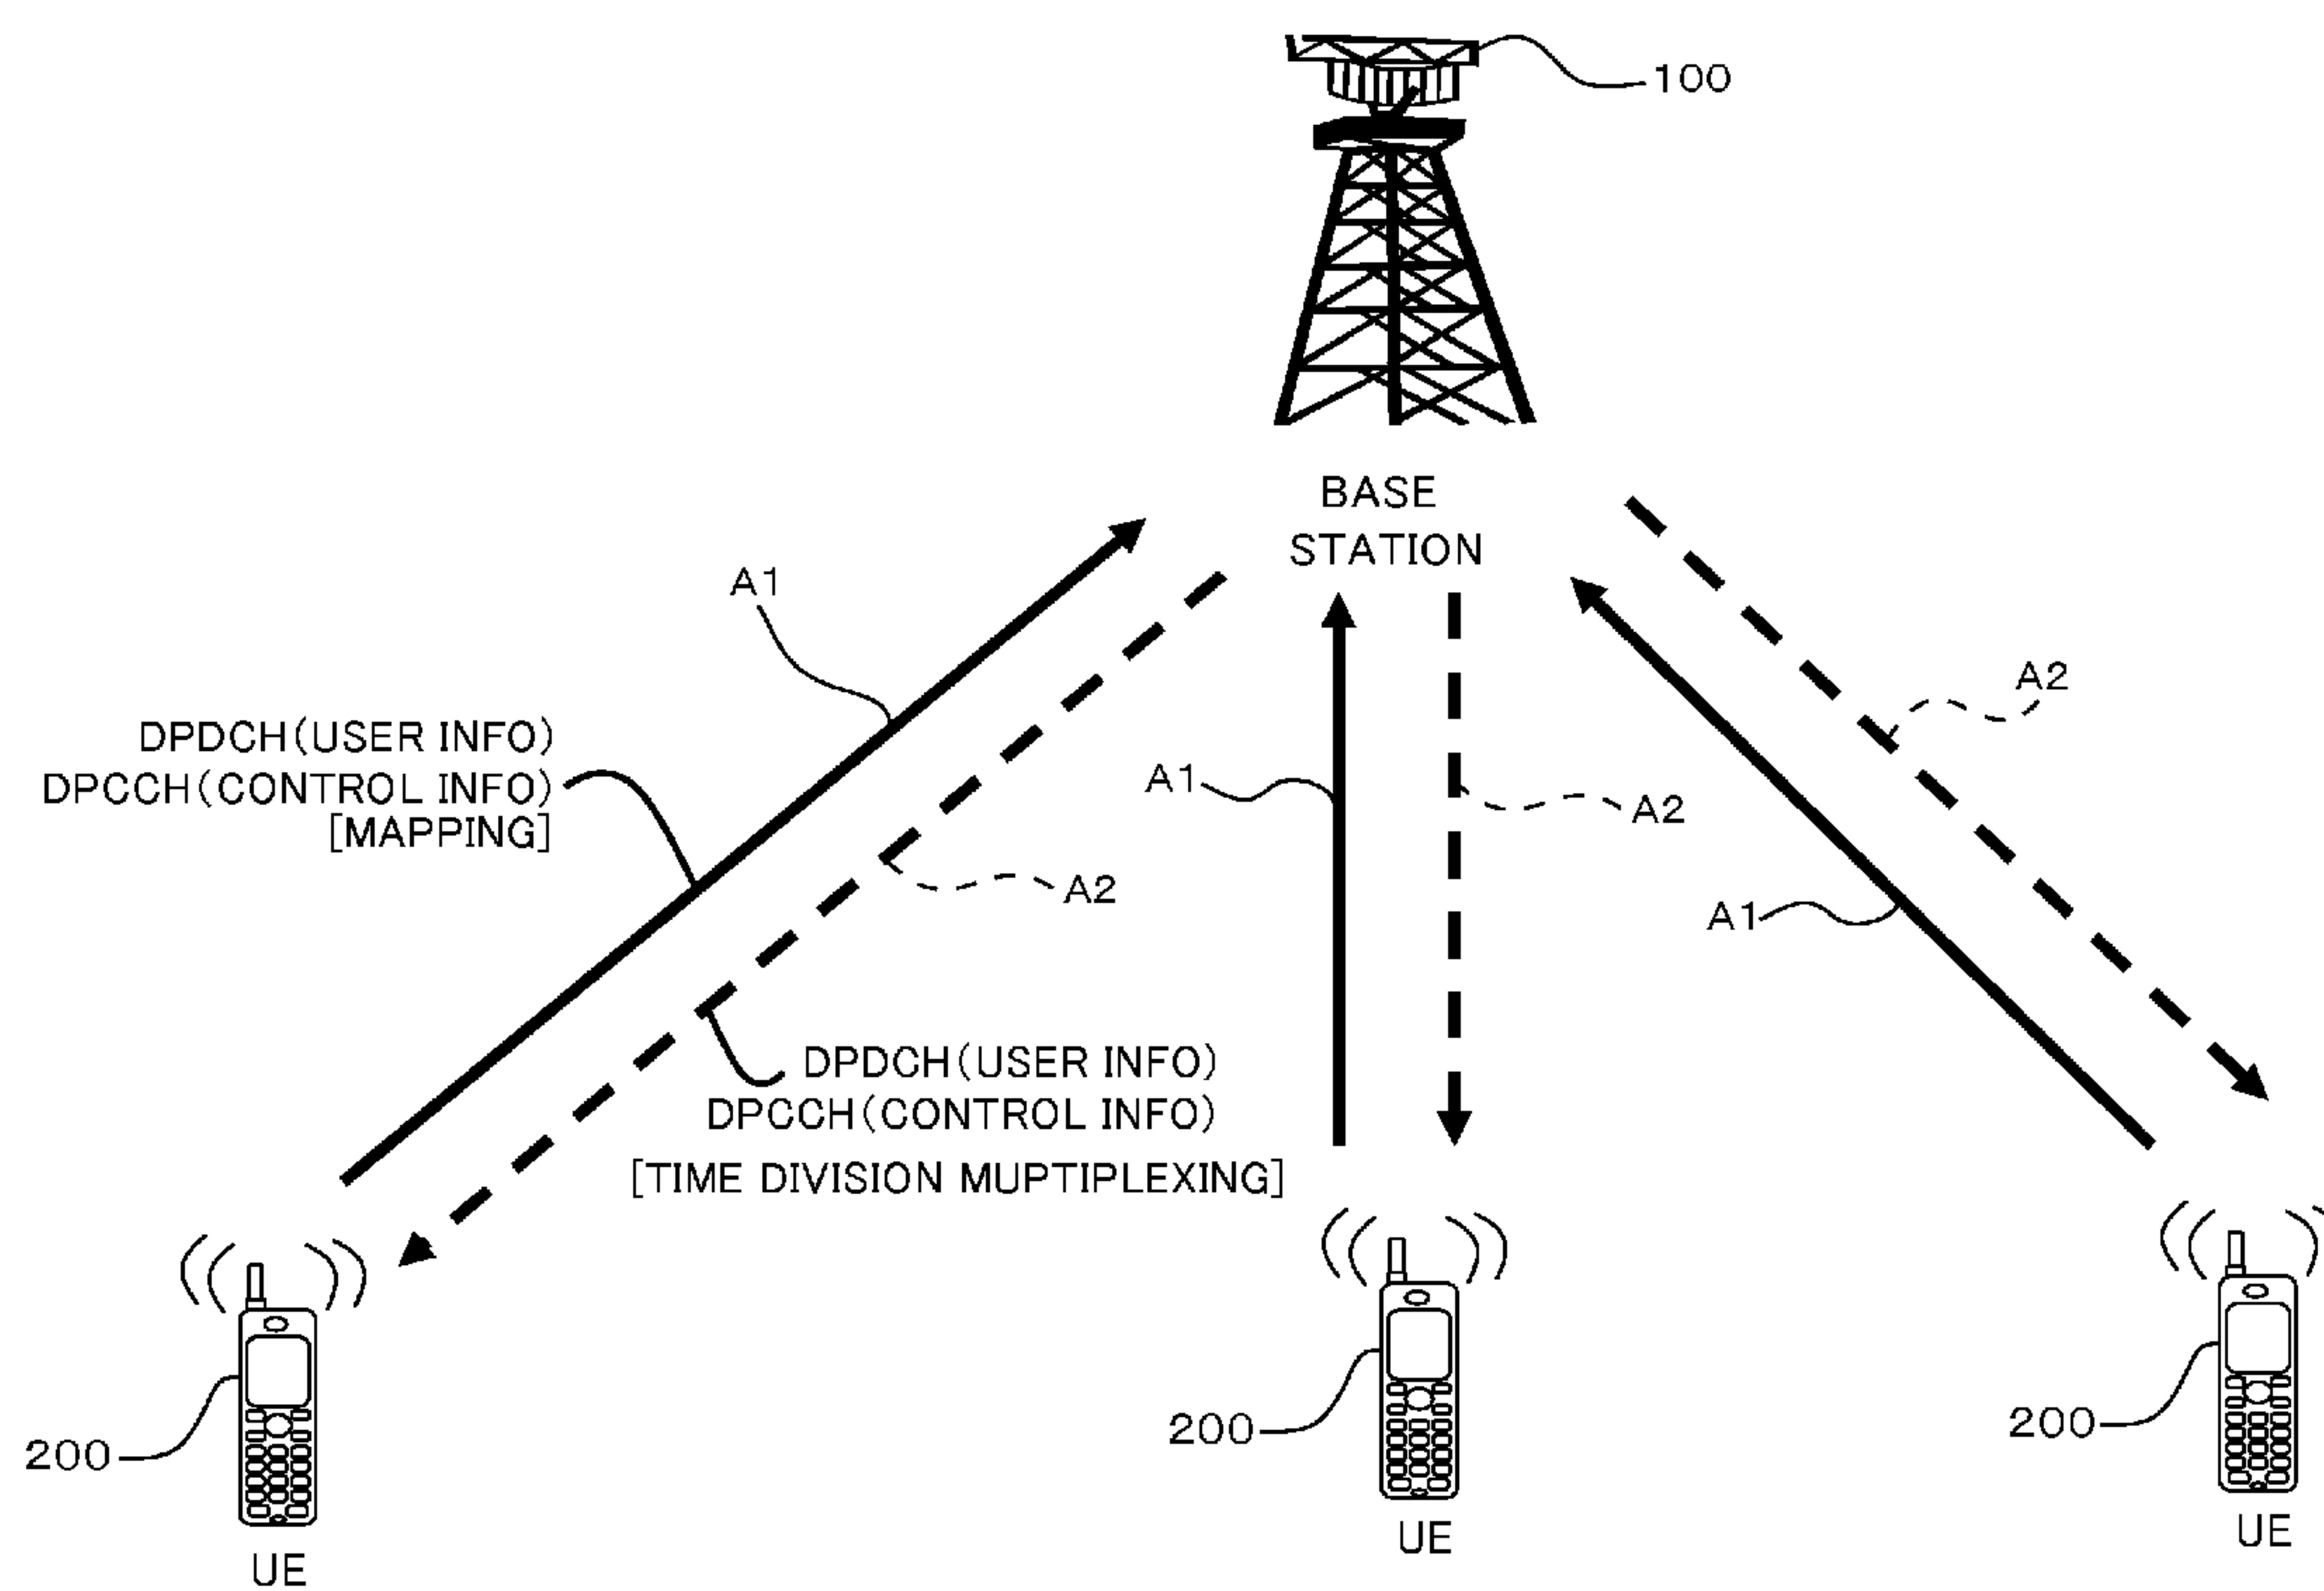 100
BASE
STATION
A1
A2
DPDCH(USER INFO)
DPCCH(CONTROL INFO)
[MAPPING]
A1
A2
A2
A1
DPDCH(USER INFO)
DPCCH(CONTROL INFO)
[TIME DIVISION MUPTIPLEXING]
200
200
200
UE
UE
UE